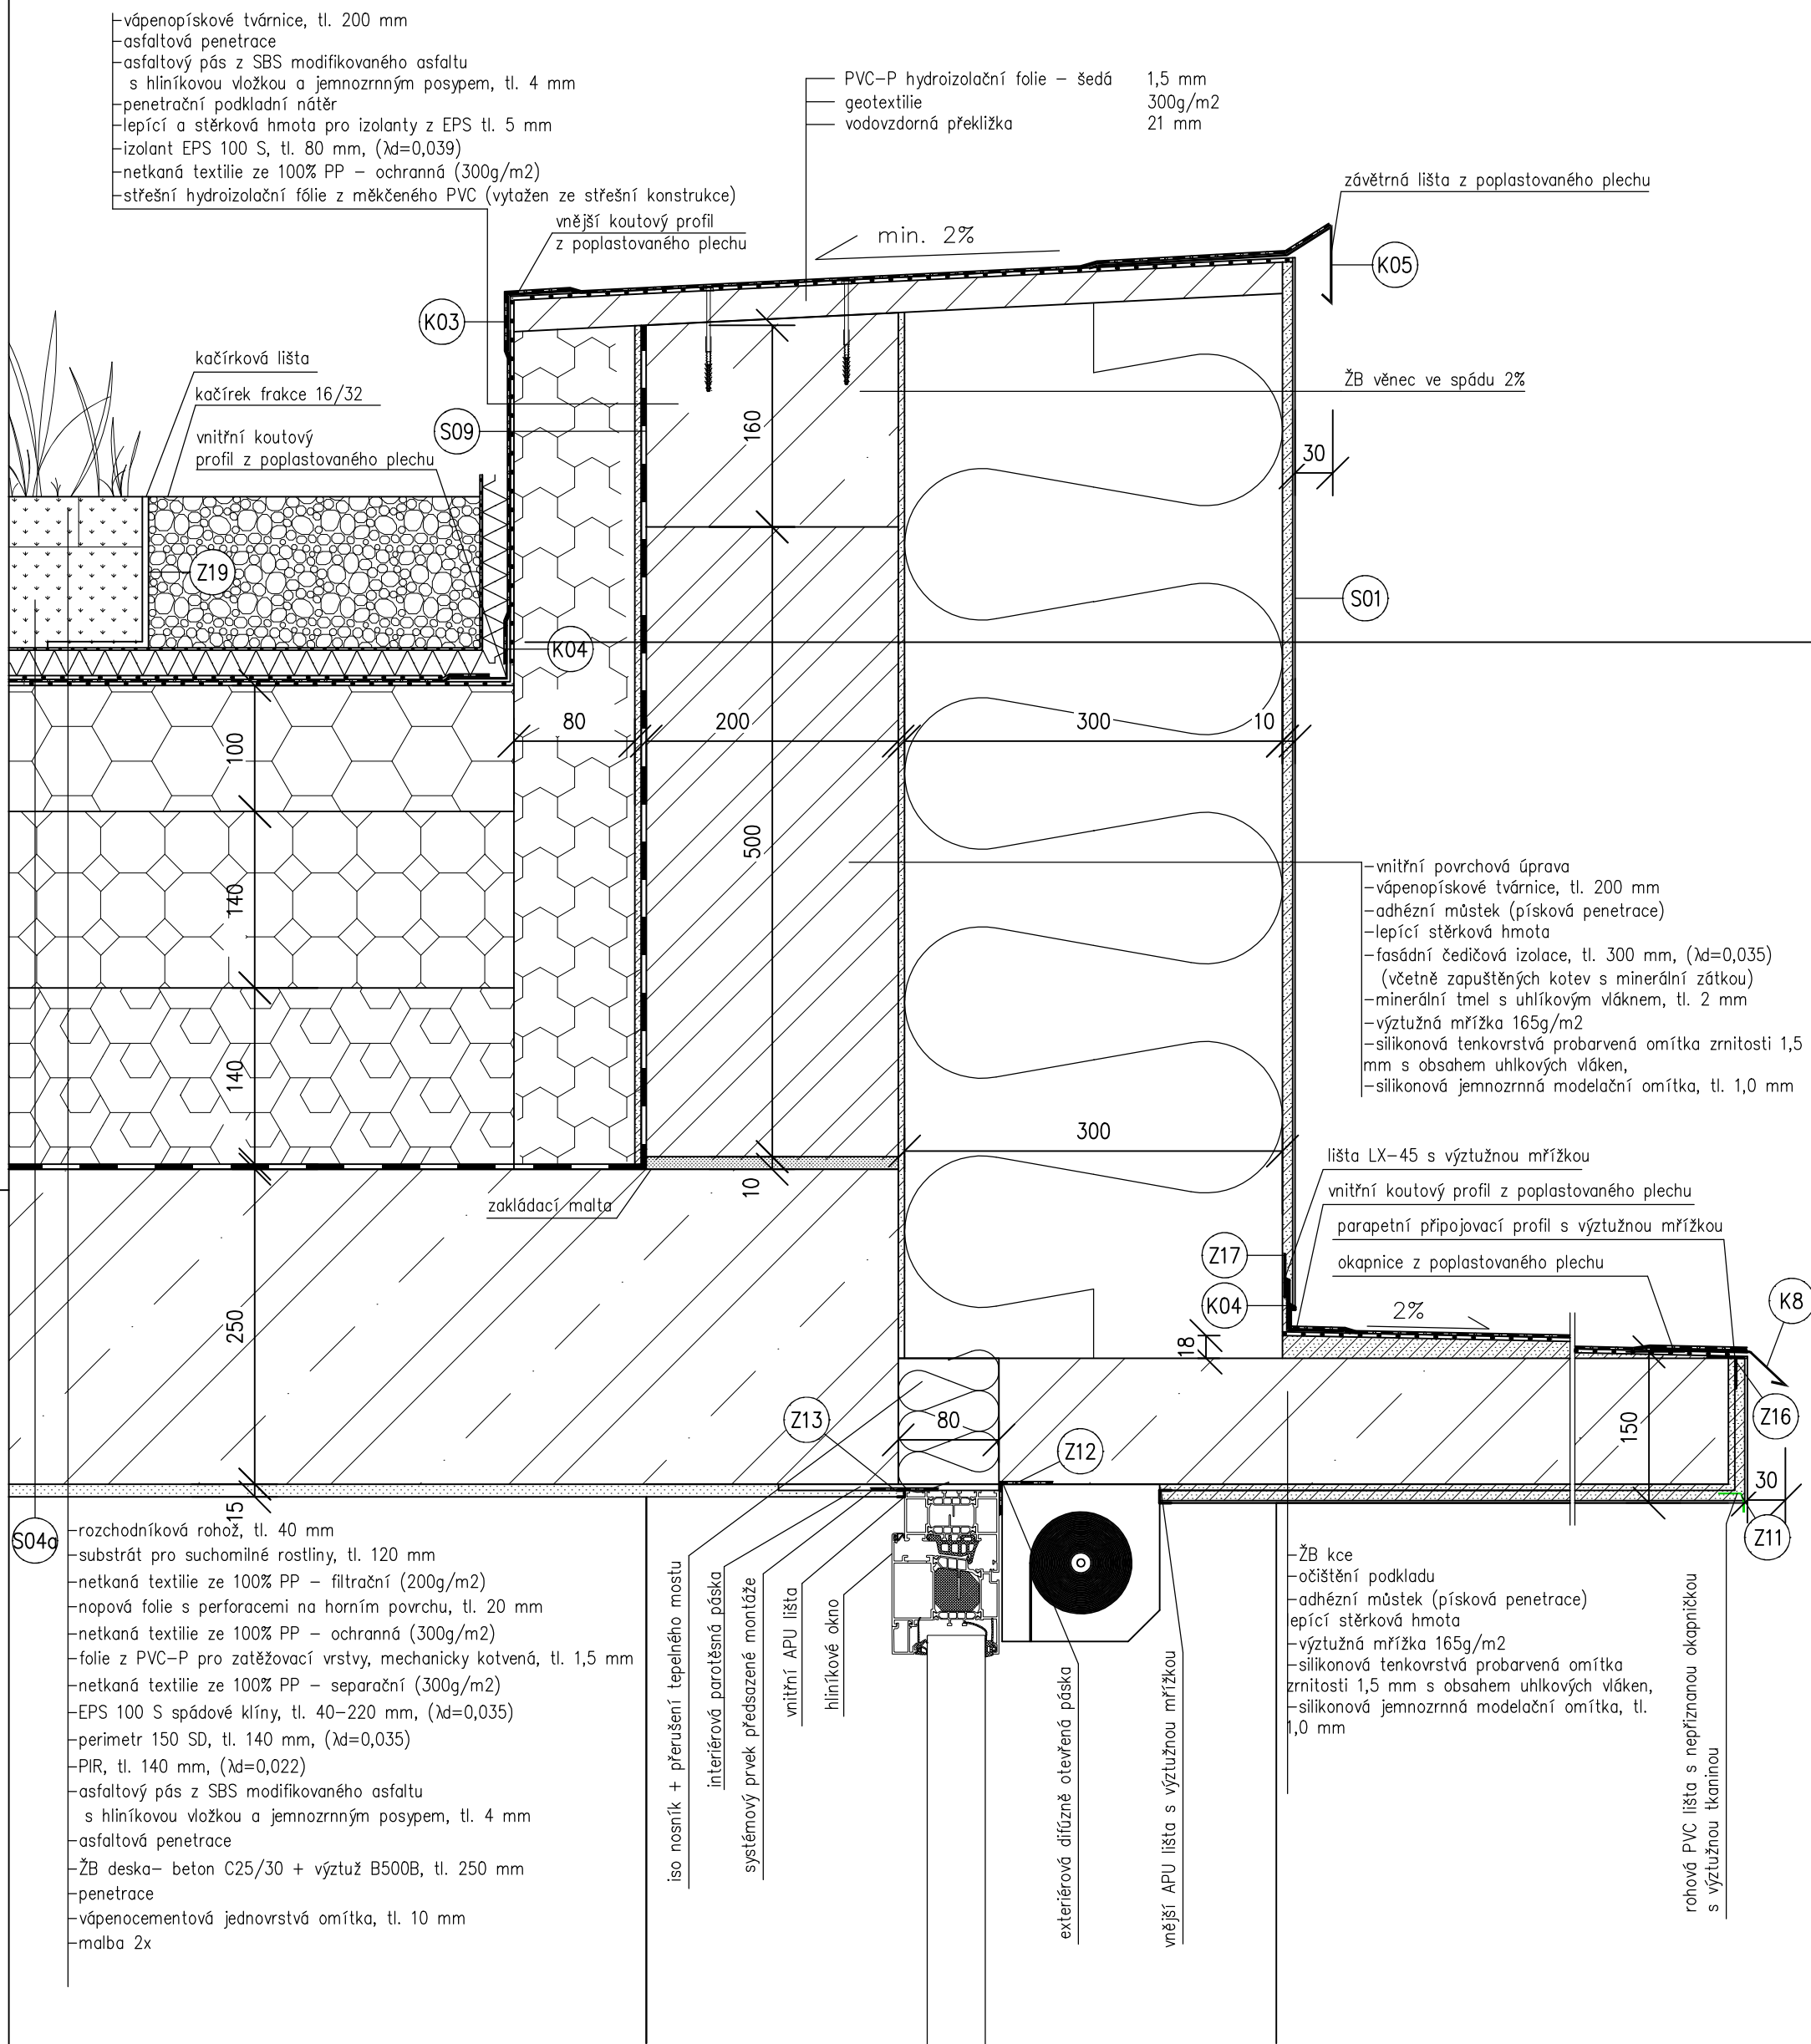 vápenopískové tvárnice, tl. 200 mm
asfaltová penetrace
asfaltový pás z SBS modifikovaného asfaltu
s hliníkovou vložkou a jemnozrnným posypem, tl. 4 mm
penetrační podkladní nátěr
lepící a stěrková hmota pro izolanty z EPS tl. 5 mm
izolant EPS 100 S, tl. 80 mm, (λd=0,039)
netkaná textilie ze 100% PP – ochranná (300g/m2)
střešní hydroizolační fólie z měkčeného PVC (vytažen ze střešní konstrukce)
PVC–P hydroizolační folie – šedá 1,5 mm
geotextilie 300g/m2
vodovzdorná překližka 21 mm
závětrná lišta z poplastovaného plechu
vnější koutový profil
z poplastovaného plechu
min. 2%
K05
K03
kačírková lišta
kačírek frakce 16/32
vnitřní koutový
profil z poplastovaného plechu
S09
ŽB věnec ve spádu 2%
160
30
Z19
S01
K04
80
200
300
10
100
140
140
500
10
250
15
vnitřní povrchová úprava
vápenopískové tvárnice, tl. 200 mm
adhézní můstek (písková penetrace)
lepící stěrková hmota
fasádní čedičová izolace, tl. 300 mm, (λd=0,035)
(včetně zapuštěných kotev s minerální zátkou)
minerální tmel s uhlíkovým vláknem, tl. 2 mm
výztužná mřížka 165g/m2
silikonová tenkovrstvá probarvená omítka zrnitosti 1,5
mm s obsahem uhlkových vláken,
silikonová jemnozrnná modelační omítka, tl. 1,0 mm
300
zakládací malta
lišta LX–45 s výztužnou mřížkou
vnitřní koutový profil z poplastovaného plechu
parapetní připojovací profil s výztužnou mřížkou
okapnice z poplastovaného plechu
Z17
K04
2%
K8
18
Z13
80
Z12
150
Z16
30
Z11
S04a
rozchodníková rohož, tl. 40 mm
substrát pro suchomilné rostliny, tl. 120 mm
netkaná textilie ze 100% PP – filtrační (200g/m2)
nopová folie s perforacemi na horním povrchu, tl. 20 mm
netkaná textilie ze 100% PP – ochranná (300g/m2)
folie z PVC–P pro zatěžovací vrstvy, mechanicky kotvená, tl. 1,5 mm
netkaná textilie ze 100% PP – separační (300g/m2)
EPS 100 S spádové klíny, tl. 40–220 mm, (λd=0,035)
perimetr 150 SD, tl. 140 mm, (λd=0,035)
PIR, tl. 140 mm, (λd=0,022)
asfaltový pás z SBS modifikovaného asfaltu
s hliníkovou vložkou a jemnozrnným posypem, tl. 4 mm
asfaltová penetrace
ŽB deska– beton C25/30 + výztuž B500B, tl. 250 mm
penetrace
vápenocementová jednovrstvá omítka, tl. 10 mm
malba 2x
iso nosník + přerušení tepelného mostu
interiérová parotěsná páska
systémový prvek předsazené montáže
vnitřní APU lišta
hliníkové okno
exteriérová difúzně otevřená páska
vnější APU lišta s výztužnou mřížkou
ŽB kce
očištění podkladu
adhézní můstek (písková penetrace)
lepící stěrková hmota
výztužná mřížka 165g/m2
silikonová tenkovrstvá probarvená omítka
zrnitosti 1,5 mm s obsahem uhlkových vláken,
silikonová jemnozrnná modelační omítka, tl.
1,0 mm
rohová PVC lišta s nepřiznanou okapničkou
s výztužnou tkaninou